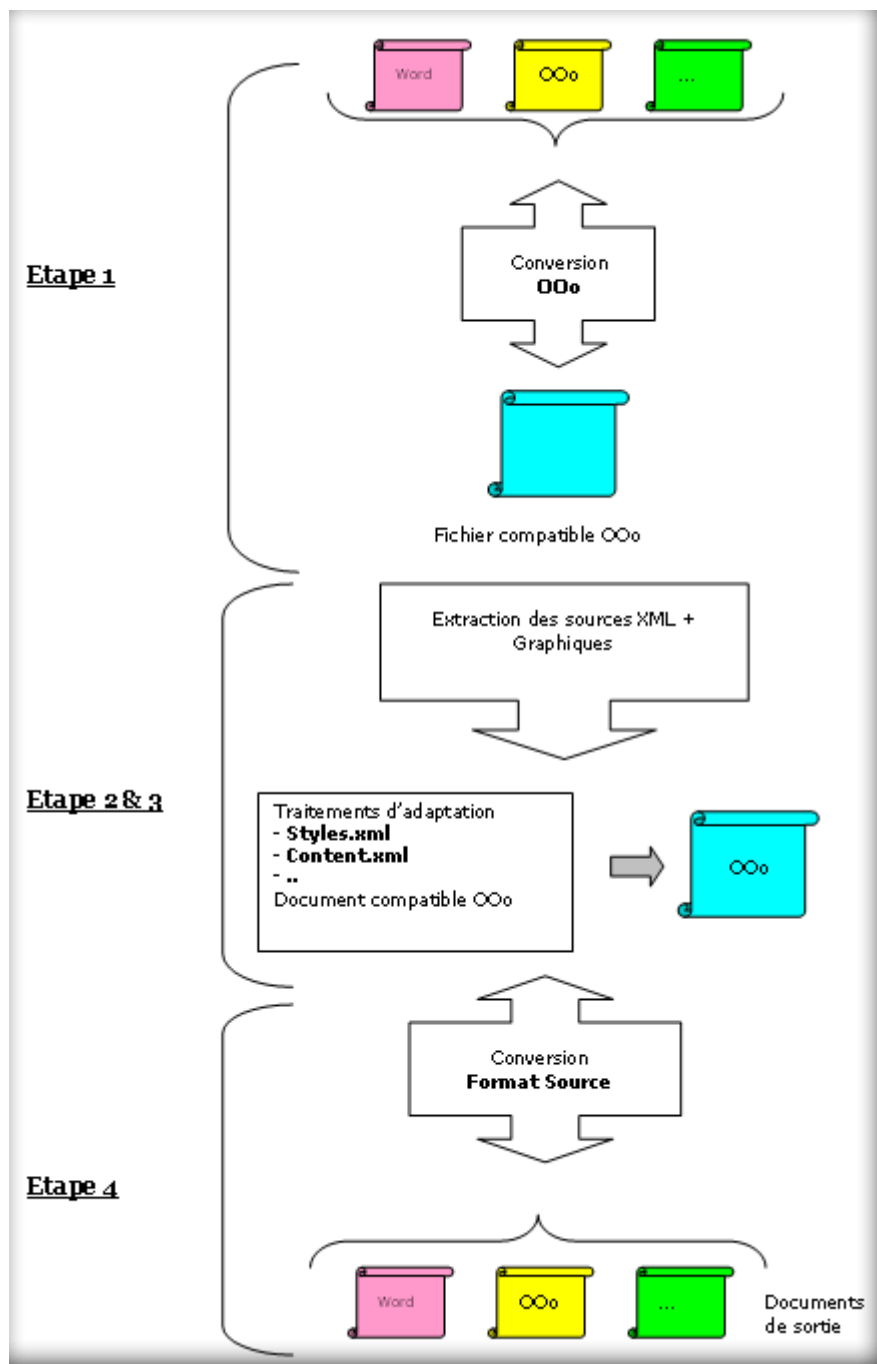 Word
OOo
...
Etape 1
Conversion
OOo
Fichier compatible OOo
Extraction des sources XML +
Graphiques
Etape 2 & 3
Traitements d'adaptation
- Styles.xml
- Content.xml
- ..
Document compatible OOo
OOo
Conversion
Format Source
Etape 4
Word
OOo
...
Documents
de sortie